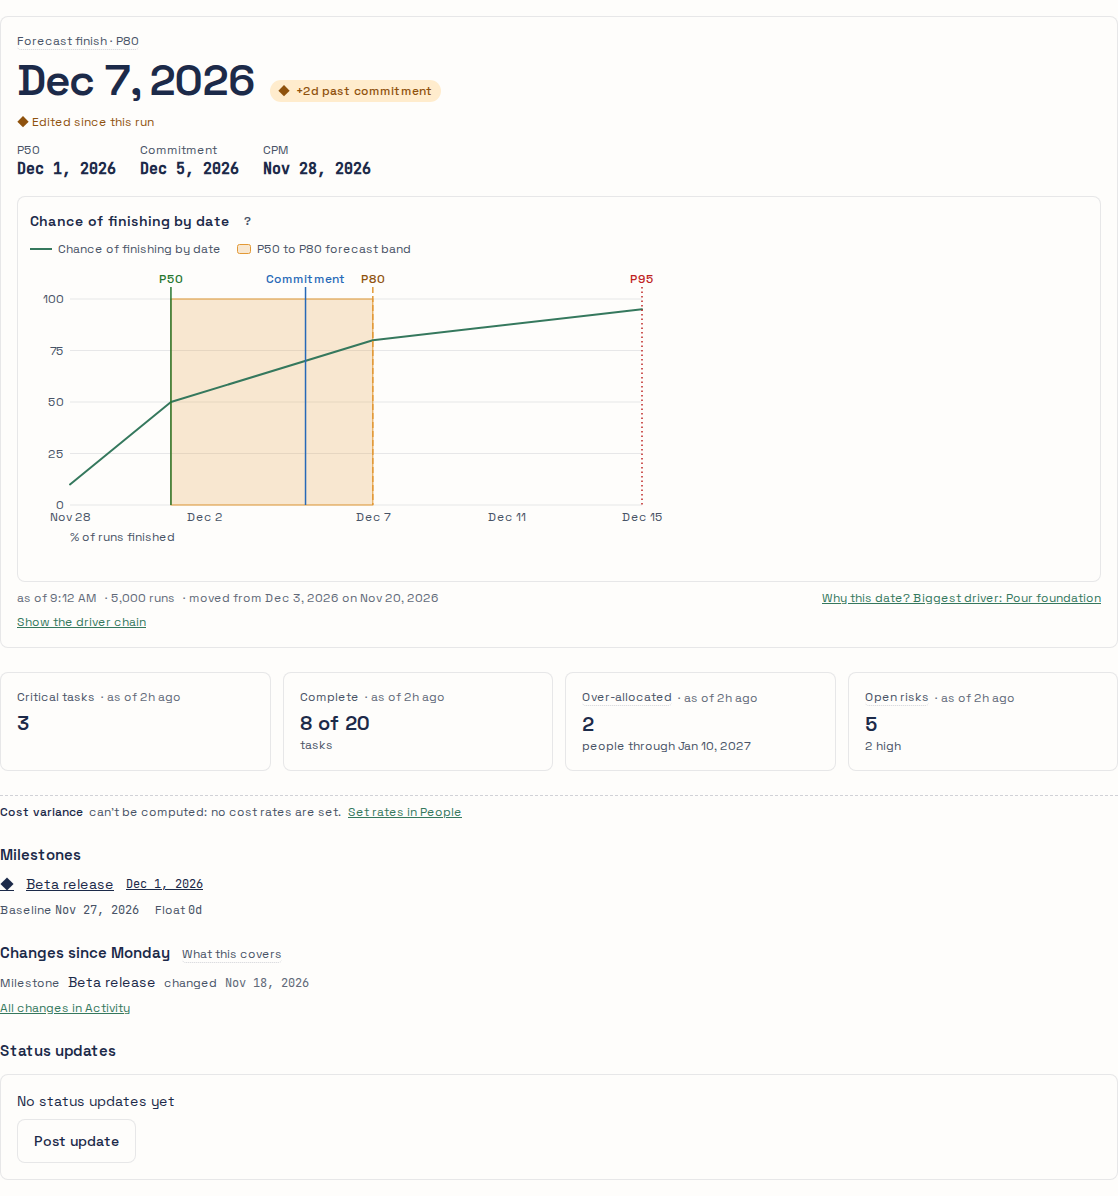 Forecast finish · P80
Dec 7, 2026 ◆ +2d past commitment
◆ Edited since this run
P50 Commitment CPM
Dec 1, 2026 Dec 5, 2026 Nov 28, 2026
Chance of finishing by date ?
Chance of finishing by date P50 to P80 forecast band
P50 Commitment P80 P95
100
75
50
25
0
Nov 28 Dec 2 Dec 7 Dec 11 Dec 15
% of runs finished
as of 9:12 AM · 5,000 runs · moved from Dec 3, 2026 on Nov 20, 2026 Why this date? Biggest driver: Pour foundation
Show the driver chain
Critical tasks · as of 2h ago
3
Complete · as of 2h ago
8 of 20
tasks
Over-allocated · as of 2h ago
2
people through Jan 10, 2027
Open risks · as of 2h ago
5
2 high
Cost variance can't be computed: no cost rates are set. Set rates in People
Milestones
◆ Beta release Dec 1, 2026
Baseline Nov 27, 2026 Float 0d
Changes since Monday What this covers
Milestone Beta release changed Nov 18, 2026
All changes in Activity
Status updates
No status updates yet
Post update